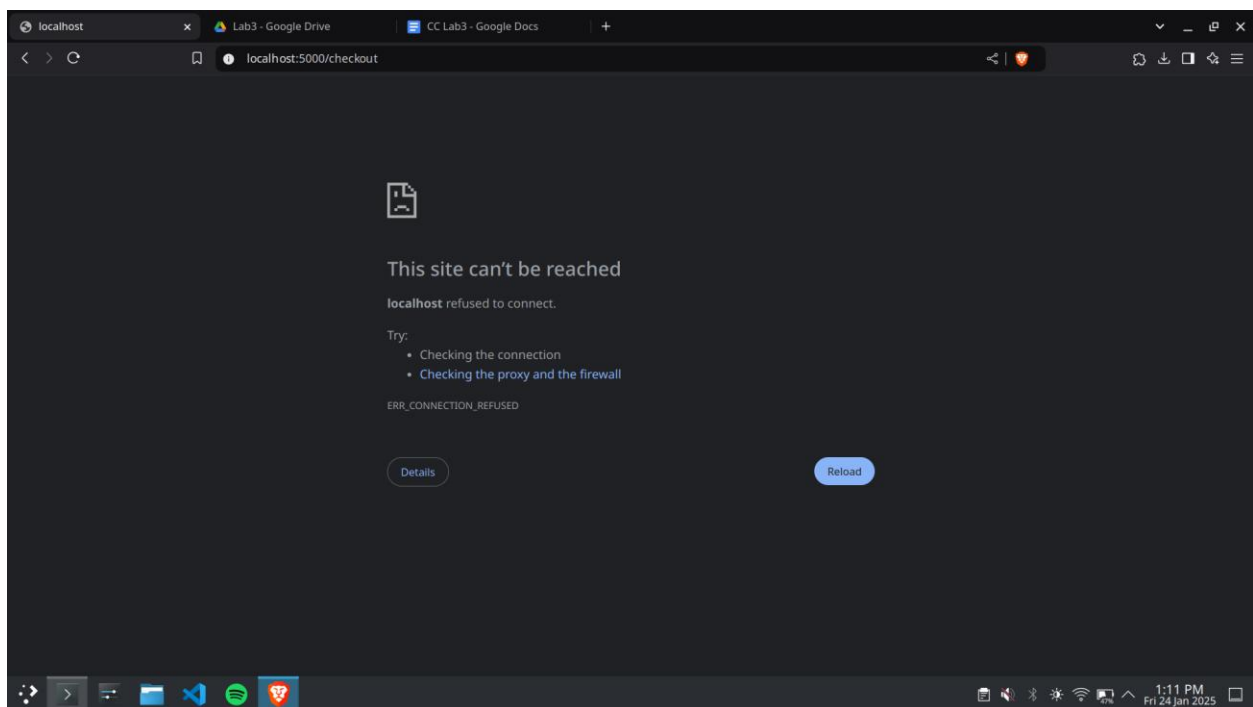 localhost
Lab3 - Google Drive
CC Lab3 - Google Docs
localhost:5000/checkout
This site can't be reached
localhost refused to connect.
Try:
• Checking the connection
• Checking the proxy and the firewall
ERR_CONNECTION_REFUSED
Details
Reload
47%
1:11 PM
Fri 24 Jan 2025